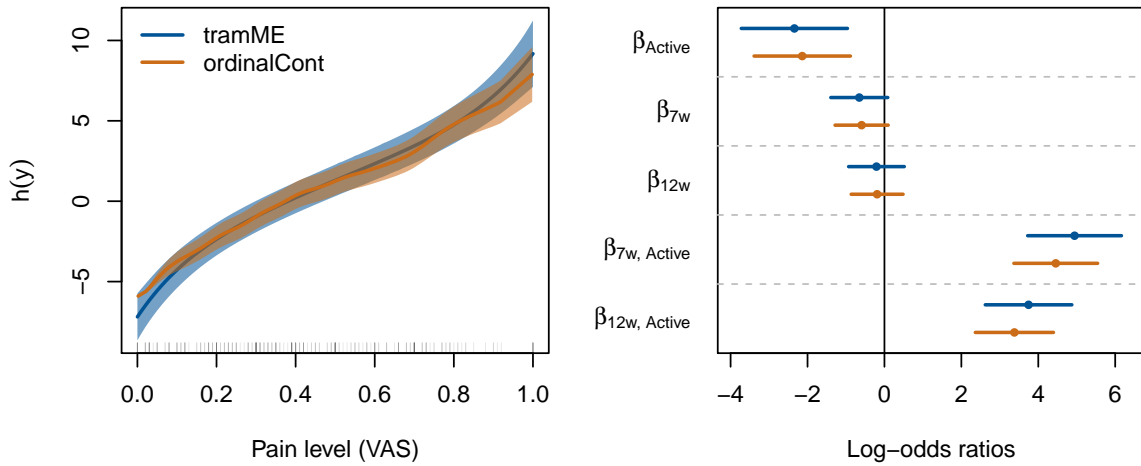 tramME
ordinalCont
h(y)
10
5
0
−5
0.0 0.2 0.4 0.6 0.8 1.0
Pain level (VAS)
βActive
β7w
β12w
β7w, Active
β12w, Active
−4 −2 0 2 4 6
Log−odds ratios